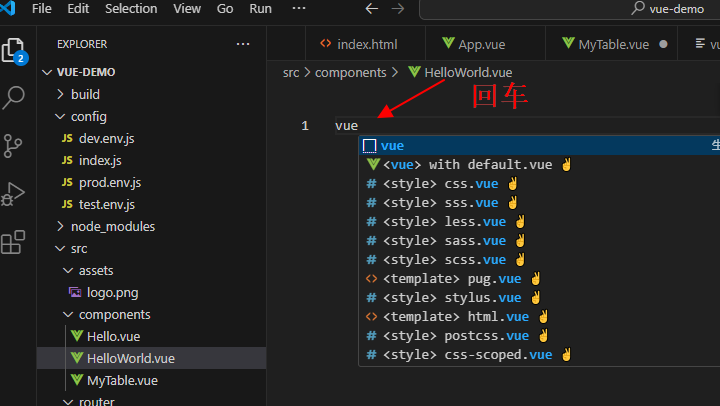 File Edit Selection View Go Run ··· ← → vue-demo
2 EXPLORER ···
index.html App.vue MyTable.vue
VUE-DEMO
src > components > HelloWorld.vue
build
回车
config
JS dev.env.js
1 vue
JS index.js
vue
JS prod.env.js
<vue> with default.vue ✌
JS test.env.js
# <style> css.vue ✌
# <style> sss.vue ✌
node_modules
# <style> less.vue ✌
src
# <style> sass.vue ✌
assets
# <style> scss.vue ✌
logo.png
<template> pug.vue ✌
components
# <style> stylus.vue ✌
<template> html.vue ✌
Hello.vue
# <style> postcss.vue ✌
HelloWorld.vue
# <style> css-scoped.vue ✌
MyTable.vue
router